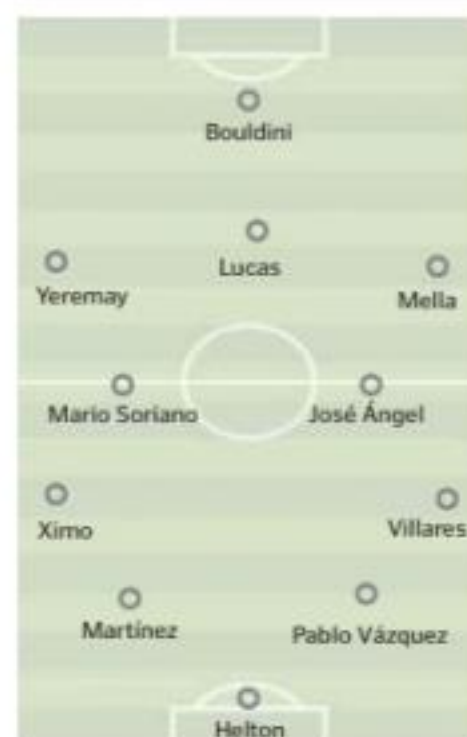 Bouldini
Lucas
Yeremay
Mella
Mario Soriano
José Ángel
Ximo
Villares
Martínez
Pablo Vázquez
Helton